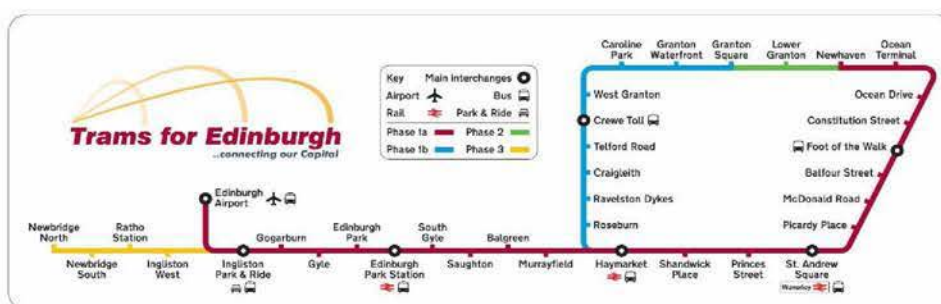 Trams for Edinburgh
...connecting our Capital
Key Main Interchanges
Airport Bus
Rail Park & Ride
Phase 1a Phase 2
Phase 1b Phase 3
Caroline
Park
Granton
Waterfront
Granton
Square
Lower
Granton
Newhaven
Ocean
Terminal
West Granton
Crewe Toll
Telford Road
Craigleith
Ravelston Dykes
Roseburn
Ocean Drive
Constitution Street
Foot of the Walk
Balfour Street
McDonald Road
Picardy Place
Edinburgh
Airport
Newbridge
North
Newbridge
South
Ratho
Station
Ingliston
West
Ingliston
Park & Ride
Gogarburn
Gyle
Edinburgh
Park
Edinburgh
Park Station
South
Gyle
Saughton
Balgreen
Murrayfield
Haymarket
Shandwick
Place
Princes
Street
St. Andrew
Square
Waverley